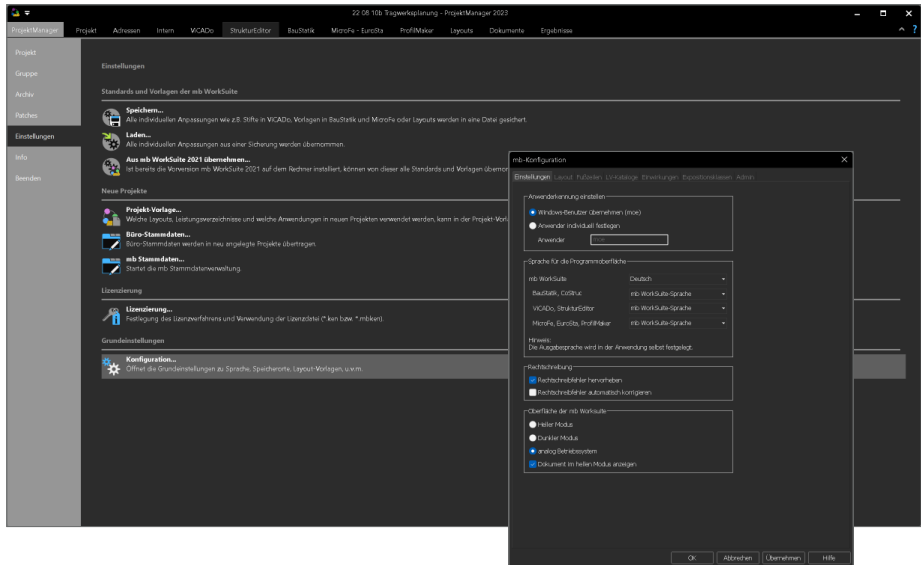 22 08 10b Tragwerksplanung - ProjektManager 2023
ProjektManager Projekt Adressen Intern ViCADo StrukturEditor BauStatik MicroFe - EuroSta ProfilMaker Layouts Dokumente Ergebnisse
Projekt
Gruppe
Archiv
Patches
Einstellungen
Info
Beenden
Einstellungen
Standards und Vorlagen der mb WorkSuite
Speichern...
Alle individuellen Anpassungen wie z.B. Stifte in ViCADo, Vorlagen in BauStatik und MicroFe oder Layouts werden in eine Datei gesichert.
Laden...
Alle individuellen Anpassungen aus einer Sicherung werden übernommen.
Aus mb WorkSuite 2021 übernehmen...
Ist bereits die Vorversion mb WorkSuite 2021 auf dem Rechner installiert, können von dieser alle Standards und Vorlagen übernor
Neue Projekte
Projekt-Vorlage...
Welche Layouts, Leistungsverzeichnisse und welche Anwendungen in neuen Projekten verwendet werden, kann in der Projekt-Vorl
Büro-Stammdaten...
Büro-Stammdaten werden in neu angelegte Projekte übertragen.
mb Stammdaten...
Startet die mb Stammdatenverwaltung.
Lizenzierung
Lizenzierung...
Festlegung des Lizenzverfahrens und Verwendung der Lizenzdatei (*.ken bzw. *.mbken).
Grundeinstellungen
Konfiguration...
Öffnet die Grundeinstellungen zu Sprache, Speicherorte, Layout-Vorlagen, u.v.m.
mb-Konfiguration
Einstellungen Layout Fußzeilen LV-Kataloge Einwirkungen Expositionsklassen Admin
Anwenderkennung einstellen
Windows-Benutzer übernehmen (moe)
Anwender individuell festlegen
Anwender moe
Sprache für die Programmoberfläche
mb WorkSuite Deutsch
BauStatik, CoStruc mb WorkSuite-Sprache
ViCADo, StrukturEditor mb WorkSuite-Sprache
MicroFe, EuroSta, ProfilMaker mb WorkSuite-Sprache
Hinweis:
Die Ausgabesprache wird in der Anwendung selbst festgelegt.
Rechtschreibung
Rechtschreibfehler hervorheben
Rechtschreibfehler automatisch korrigieren
Oberfläche der mb Worksuite
Heller Modus
Dunkler Modus
analog Betriebssystem
Dokument im hellen Modus anzeigen
OK Abbrechen Übernehmen Hilfe